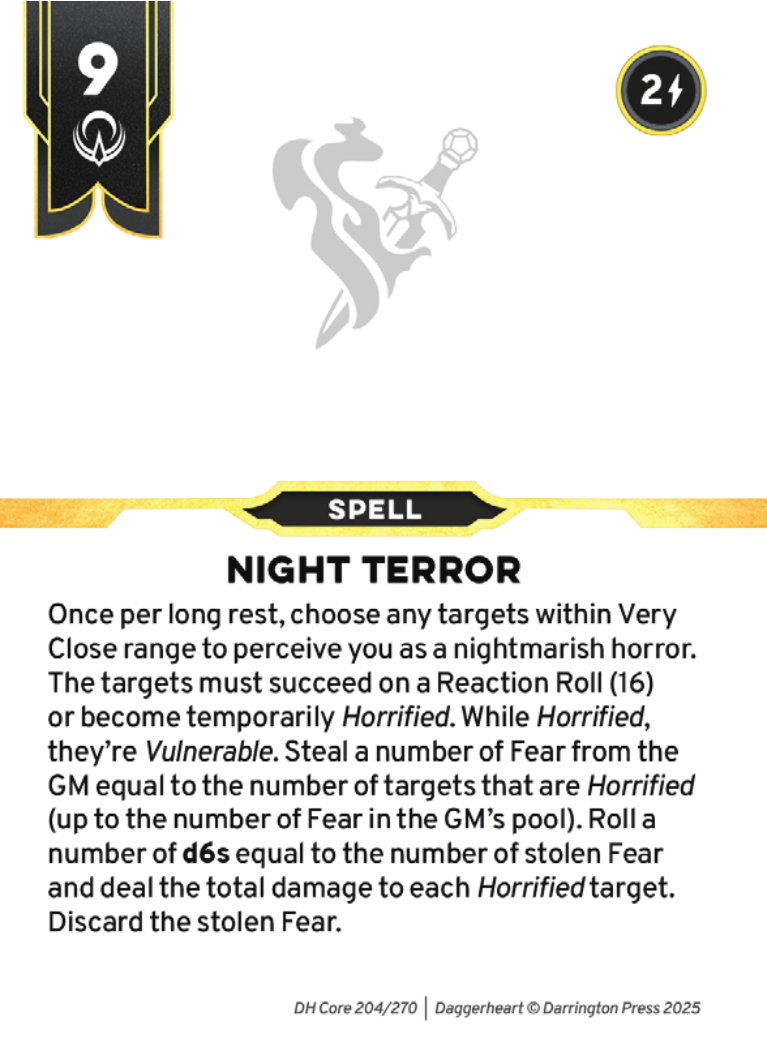 9
2
SPELL
NIGHT TERROR
Once per long rest, choose any targets within Very
Close range to perceive you as a nightmarish horror.
The targets must succeed on a Reaction Roll (16)
or become temporarily Horrified. While Horrified,
they're Vulnerable. Steal a number of Fear from the
GM equal to the number of targets that are Horrified
(up to the number of Fear in the GM's pool). Roll a
number of d6s equal to the number of stolen Fear
and deal the total damage to each Horrified target.
Discard the stolen Fear.
DH Core 204/270 | Daggerheart © Darrington Press 2025